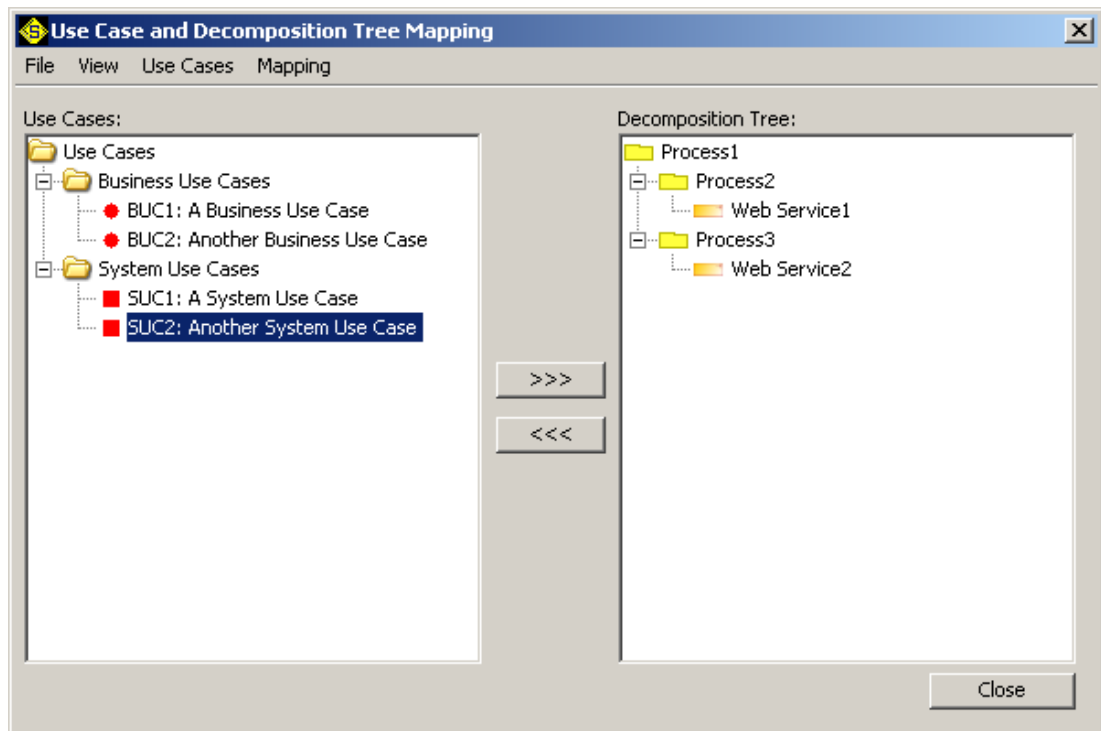 Use Case and Decomposition Tree Mapping
File View Use Cases Mapping
Use Cases:
Use Cases
Business Use Cases
BUC1: A Business Use Case
BUC2: Another Business Use Case
System Use Cases
SUC1: A System Use Case
SUC2: Another System Use Case
>>>
<<<
Decomposition Tree:
Process1
Process2
Web Service1
Process3
Web Service2
Close